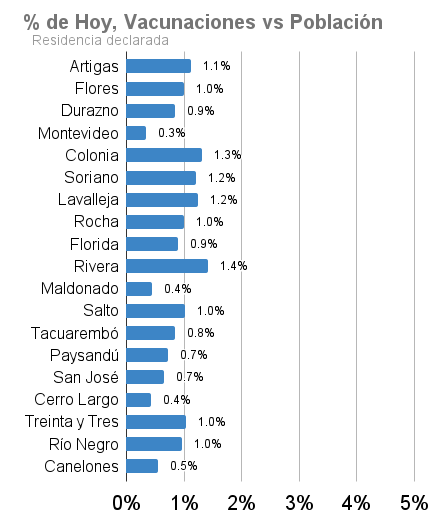 % de Hoy, Vacunaciones vs Población
Residencia declarada
Artigas 1.1%
Flores 1.0%
Durazno 0.9%
Montevideo 0.3%
Colonia 1.3%
Soriano 1.2%
Lavalleja 1.2%
Rocha 1.0%
Florida 0.9%
Rivera 1.4%
Maldonado 0.4%
Salto 1.0%
Tacuarembó 0.8%
Paysandú 0.7%
San José 0.7%
Cerro Largo 0.4%
Treinta y Tres 1.0%
Río Negro 1.0%
Canelones 0.5%
0% 1% 2% 3% 4% 5%